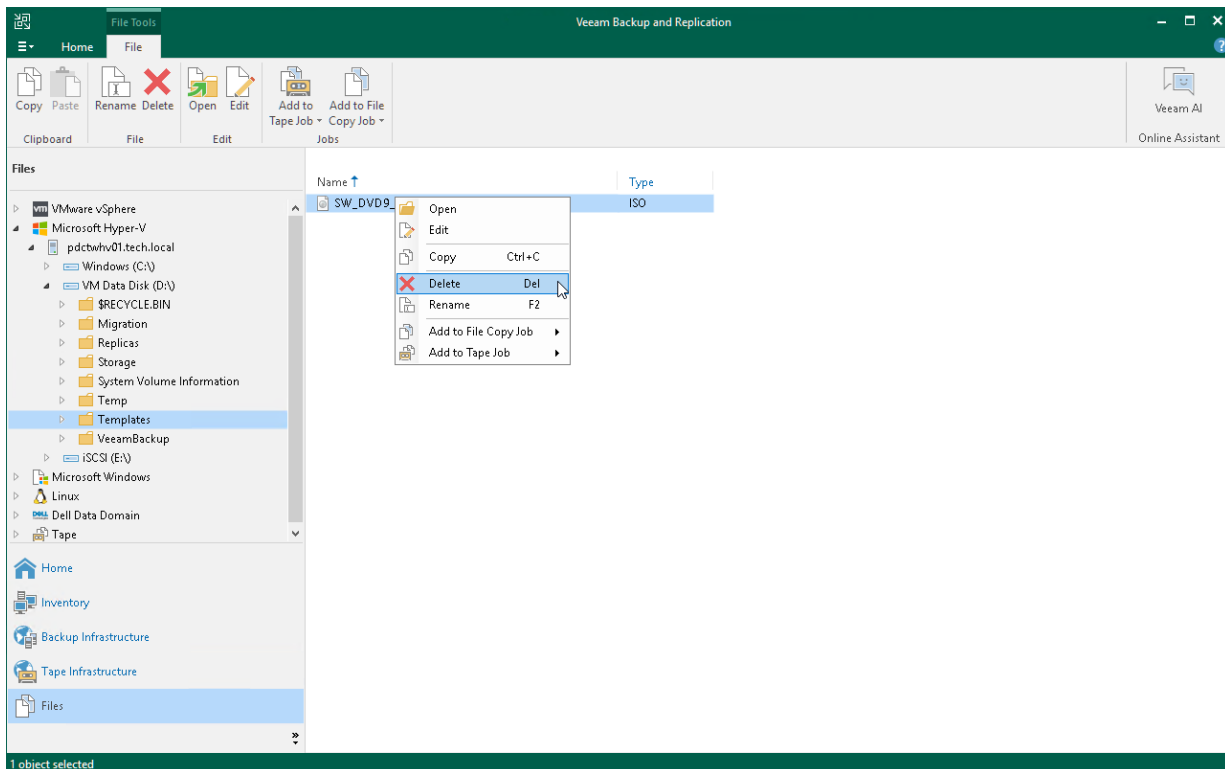 File Tools
Veeam Backup and Replication
Home
File
Copy
Paste
Rename
Delete
Open
Edit
Add to
Tape Job
Add to File
Copy Job
Veeam AI
Clipboard
File
Edit
Jobs
Online Assistant
Files
Name
Type
SW_DVD9_
ISO
VMware vSphere
Microsoft Hyper-V
pdctwhv01.tech.local
Windows (C:\)
VM Data Disk (D:\)
$RECYCLE.BIN
Migration
Replicas
Storage
System Volume Information
Temp
Templates
VeeamBackup
iSCSI (E:\)
Microsoft Windows
Linux
Dell Data Domain
Tape
Open
Edit
Copy Ctrl+C
Delete Del
Rename F2
Add to File Copy Job
Add to Tape Job
Home
Inventory
Backup Infrastructure
Tape Infrastructure
Files
1 object selected